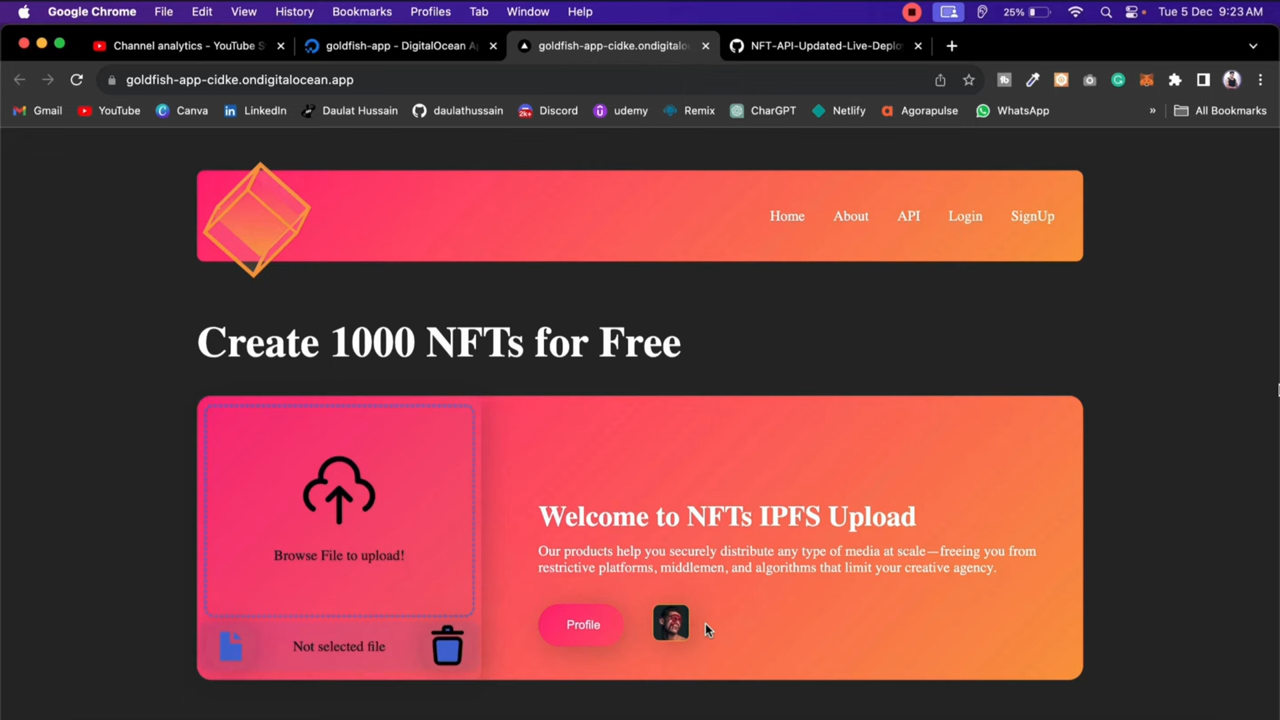 Google Chrome File Edit View History Bookmarks Profiles Tab Window Help 25% Tue 5 Dec 9:23 AM
Channel analytics - YouTube S goldfish-app - DigitalOcean A goldfish-app-cidke.ondigitalo NFT-API-Updated-Live-Deplo
goldfish-app-cidke.ondigitalocean.app
Gmail YouTube Canva LinkedIn Daulat Hussain daulathussain 2k+ Discord udemy Remix CharGPT Netlify Agorapulse WhatsApp » All Bookmarks
Home About API Login SignUp
Create 1000 NFTs for Free
Browse File to upload!
Not selected file
Welcome to NFTs IPFS Upload
Our products help you securely distribute any type of media at scale—freeing you from
restrictive platforms, middlemen, and algorithms that limit your creative agency.
Profile